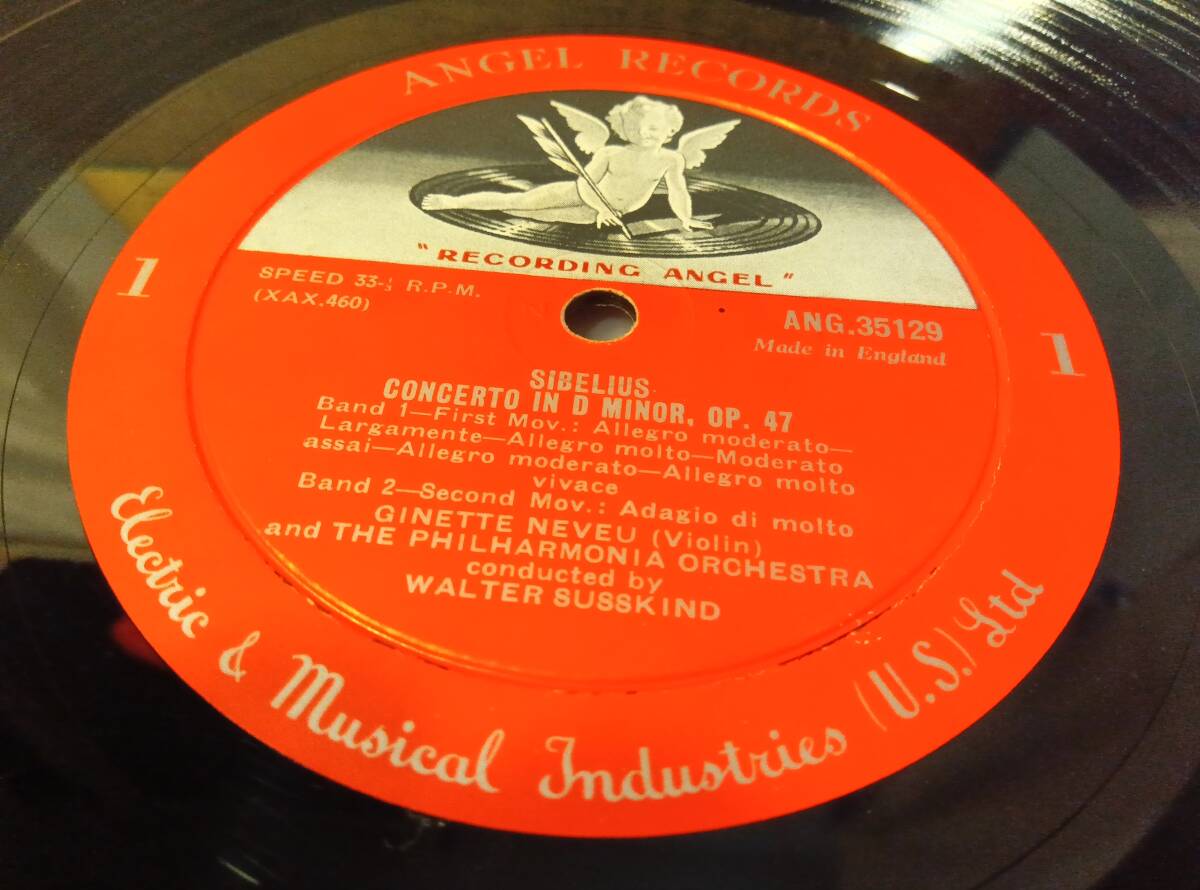 ANGEL RECORDS
"RECORDING ANGEL"
SPEED 33-⅓ R.P.M.
(XAX.460)
ANG.35129
Made in England
1
1
SIBELIUS
CONCERTO IN D MINOR, OP. 47
Band 1—First Mov.: Allegro moderato—
Largamente—Allegro molto—Moderato
assai—Allegro moderato—Allegro molto
vivace
Band 2—Second Mov.: Adagio di molto
GINETTE NEVEU (Violin)
and THE PHILHARMONIA ORCHESTRA
conducted by
WALTER SUSSKIND
Electric & Musical Industries (U.S.) Ltd